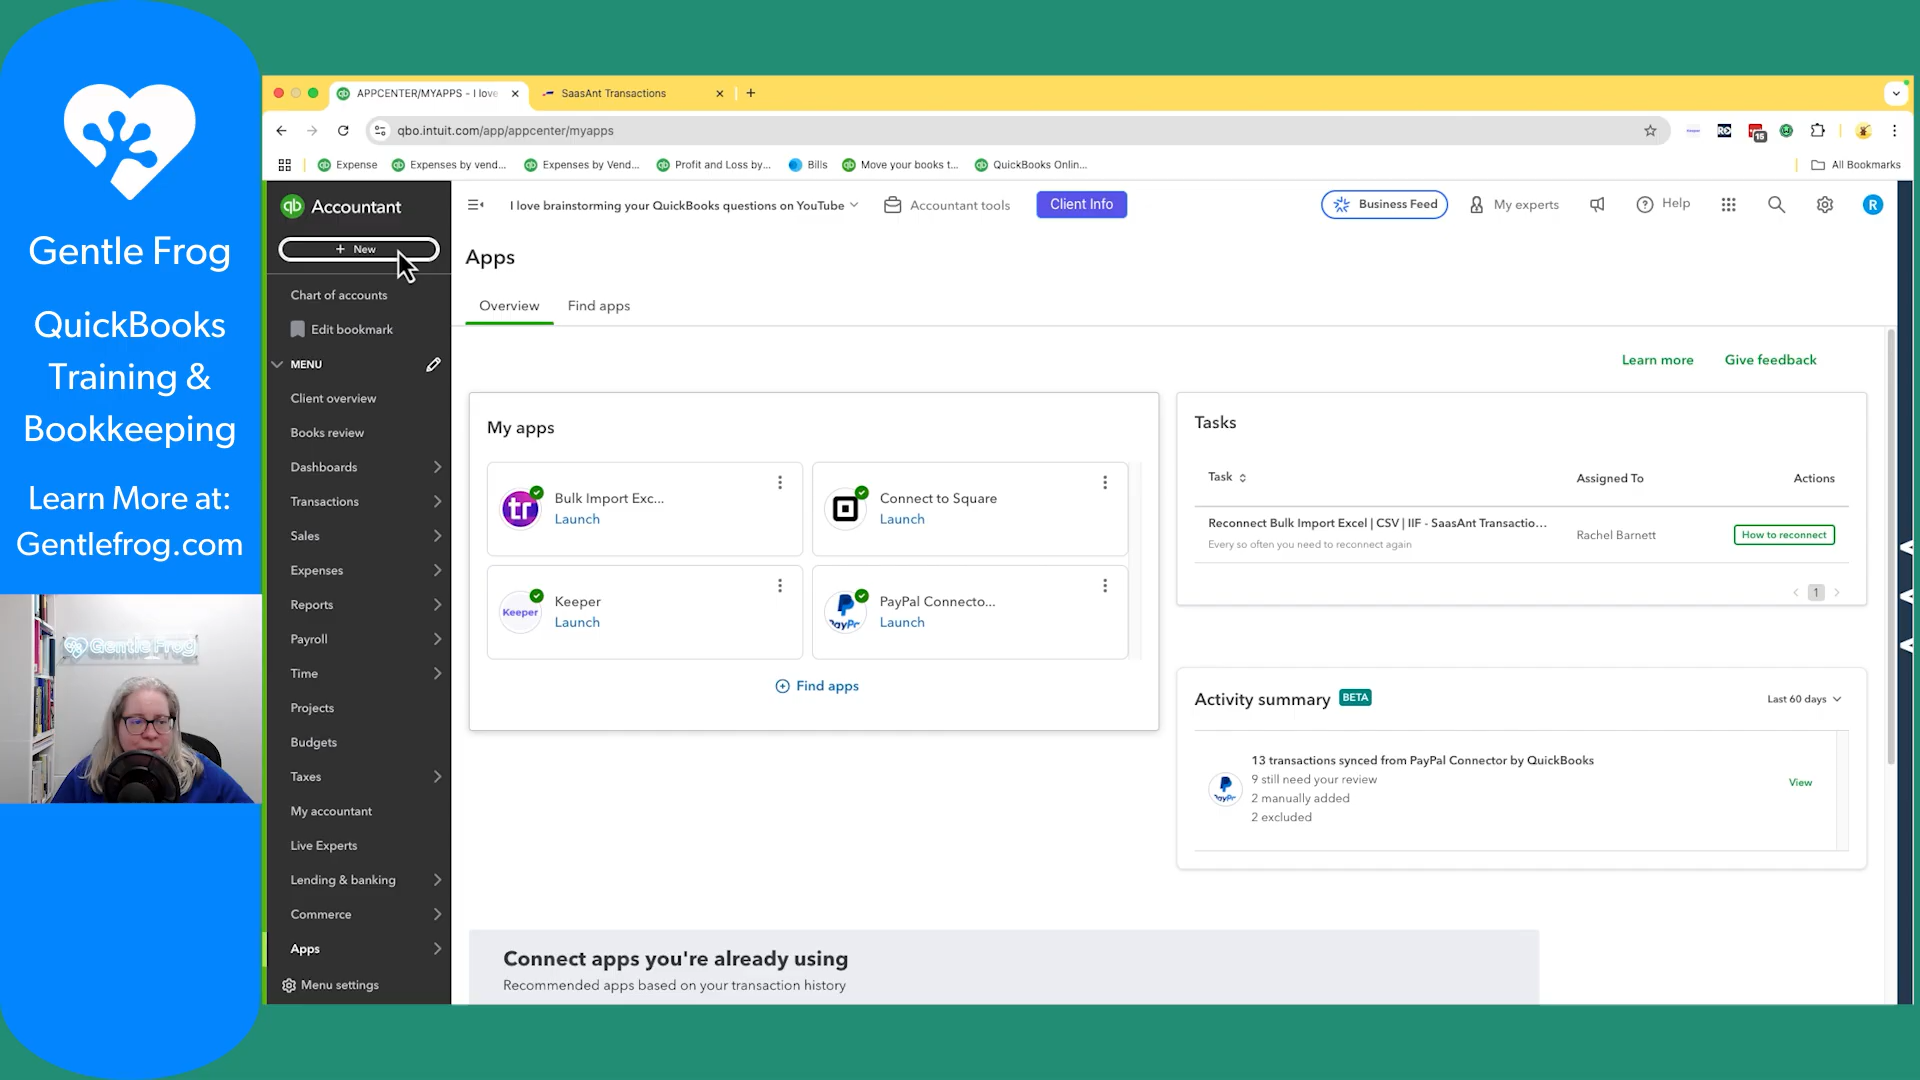 Gentle Frog
QuickBooks
Training &
Bookkeeping
Learn More at:
Gentlefrog.com
Gentle Frog
APPCENTER/MYAPPS - I love
SaasAnt Transactions
qbo.intuit.com/app/appcenter/myapps
15
Expense
Expenses by vend...
Expenses by Vend...
Profit and Loss by...
Bills
Move your books t...
QuickBooks Onlin...
All Bookmarks
qb Accountant
+ New
Chart of accounts
Edit bookmark
MENU
Client overview
Books review
Dashboards
Transactions
Sales
Expenses
Reports
Payroll
Time
Projects
Budgets
Taxes
My accountant
Live Experts
Lending & banking
Commerce
Apps
Menu settings
I love brainstorming your QuickBooks questions on YouTube
Accountant tools
Client Info
Business Feed
My experts
Help
R
Apps
Overview
Find apps
Learn more
Give feedback
My apps
tr
Bulk Import Exc...
Launch
Connect to Square
Launch
Keeper
Keeper
Launch
PayPal Connecto...
Launch
Find apps
Tasks
Task
Assigned To
Actions
Reconnect Bulk Import Excel | CSV | IIF - SaasAnt Transactio...
Every so often you need to reconnect again
Rachel Barnett
How to reconnect
1
Activity summary BETA
Last 60 days
13 transactions synced from PayPal Connector by QuickBooks
9 still need your review
2 manually added
2 excluded
View
Connect apps you're already using
Recommended apps based on your transaction history